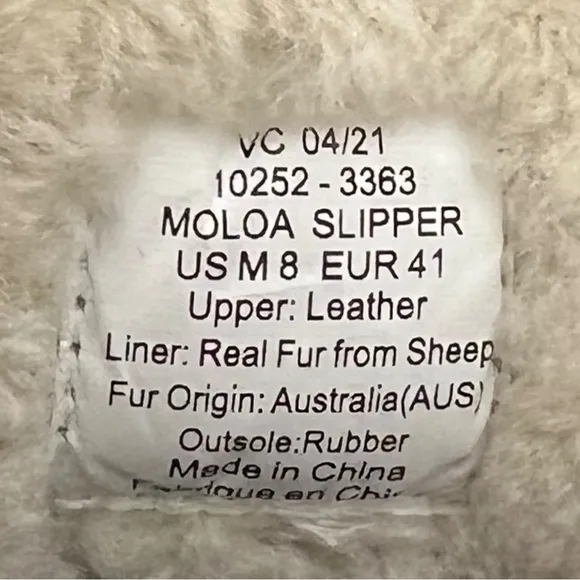 VC 04/21
10252 - 3363
MOLOA SLIPPER
US M 8 EUR 41
Upper: Leather
Liner: Real Fur from Sheep
Fur Origin: Australia(AUS)
Outsole:Rubber
Made in China
en